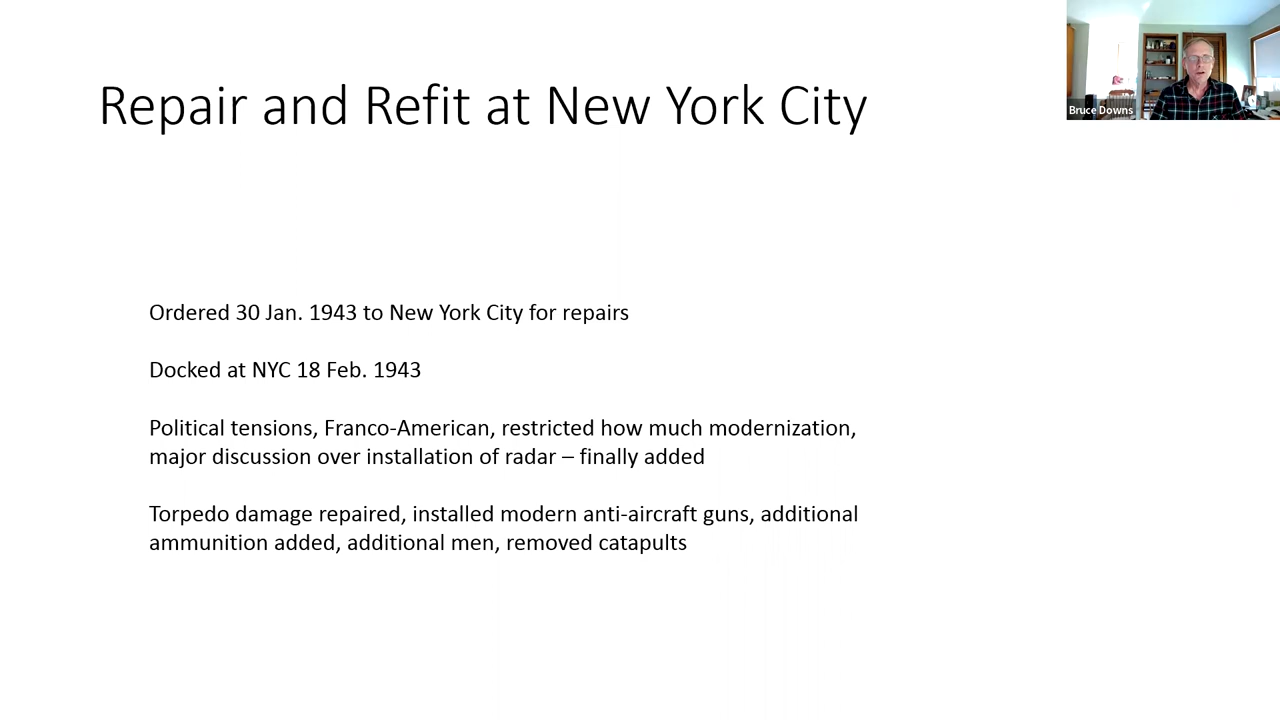 Repair and Refit at New York City
Bruce Downs
Ordered 30 Jan. 1943 to New York City for repairs
Docked at NYC 18 Feb. 1943
Political tensions, Franco-American, restricted how much modernization,
major discussion over installation of radar – finally added
Torpedo damage repaired, installed modern anti-aircraft guns, additional
ammunition added, additional men, removed catapults